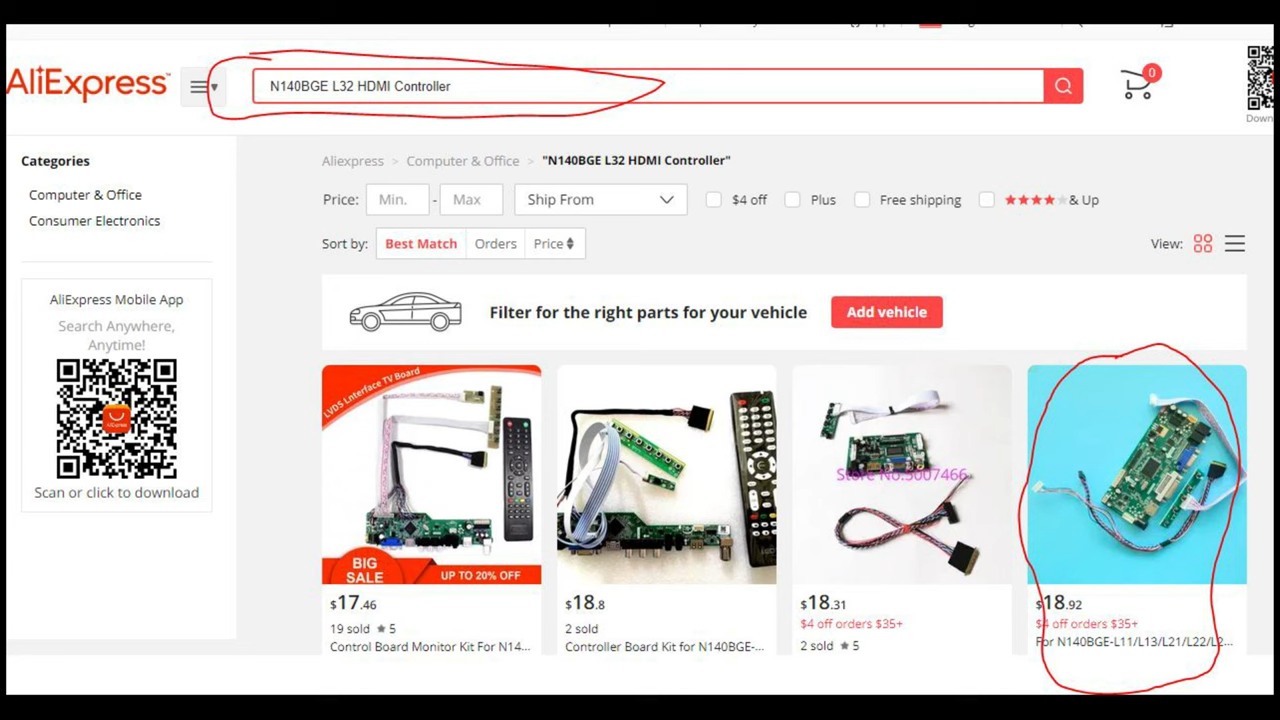 AliExpress
N140BGE L32 HDMI Controller
0
Down
Categories
Computer & Office
Consumer Electronics
AliExpress Mobile App
Search Anywhere,
Anytime!
Scan or click to download
Aliexpress > Computer & Office > "N140BGE L32 HDMI Controller"
Price: Min. - Max Ship From $4 off Plus Free shipping & Up
Sort by: Best Match Orders Price
View:
Filter for the right parts for your vehicle Add vehicle
LVDS Lnterface TV Board
BIG
SALE
UP TO 20% OFF
$17.46
19 sold ★ 5
Control Board Monitor Kit For N14...
$18.8
2 sold
Controller Board Kit for N140BGE-...
Store No:5007466
$18.31
$4 off orders $35+
2 sold ★ 5
$18.92
$4 off orders $35+
For N140BGE-L11/L13/L21/L22/L2...